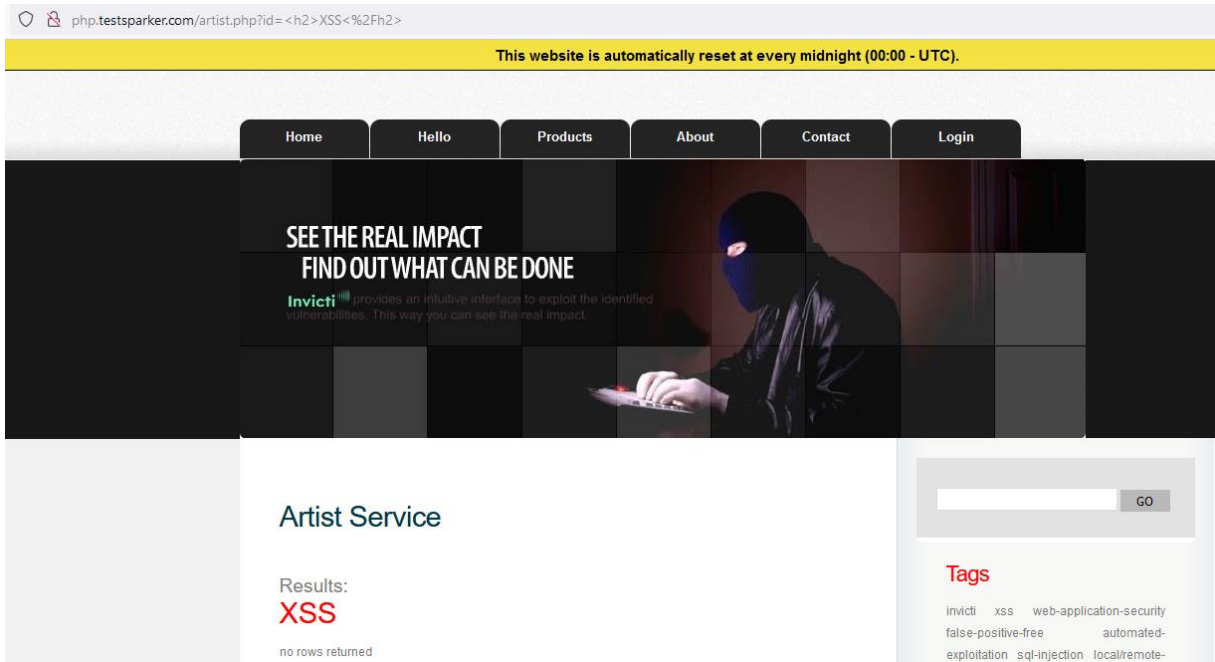 php.testsparker.com/artist.php?id=<h2>XSS<%2Fh2>
This website is automatically reset at every midnight (00:00 - UTC).
Home Hello Products About Contact Login
SEE THE REAL IMPACT
FIND OUT WHAT CAN BE DONE
Invicti provides an intuitive interface to exploit the identified
vulnerabilities. This way you can see the real impact.
Artist Service
Results:
XSS
no rows returned
GO
Tags
invicti xss web-application-security
false-positive-free automated-
exploitation sql-injection local/remote-